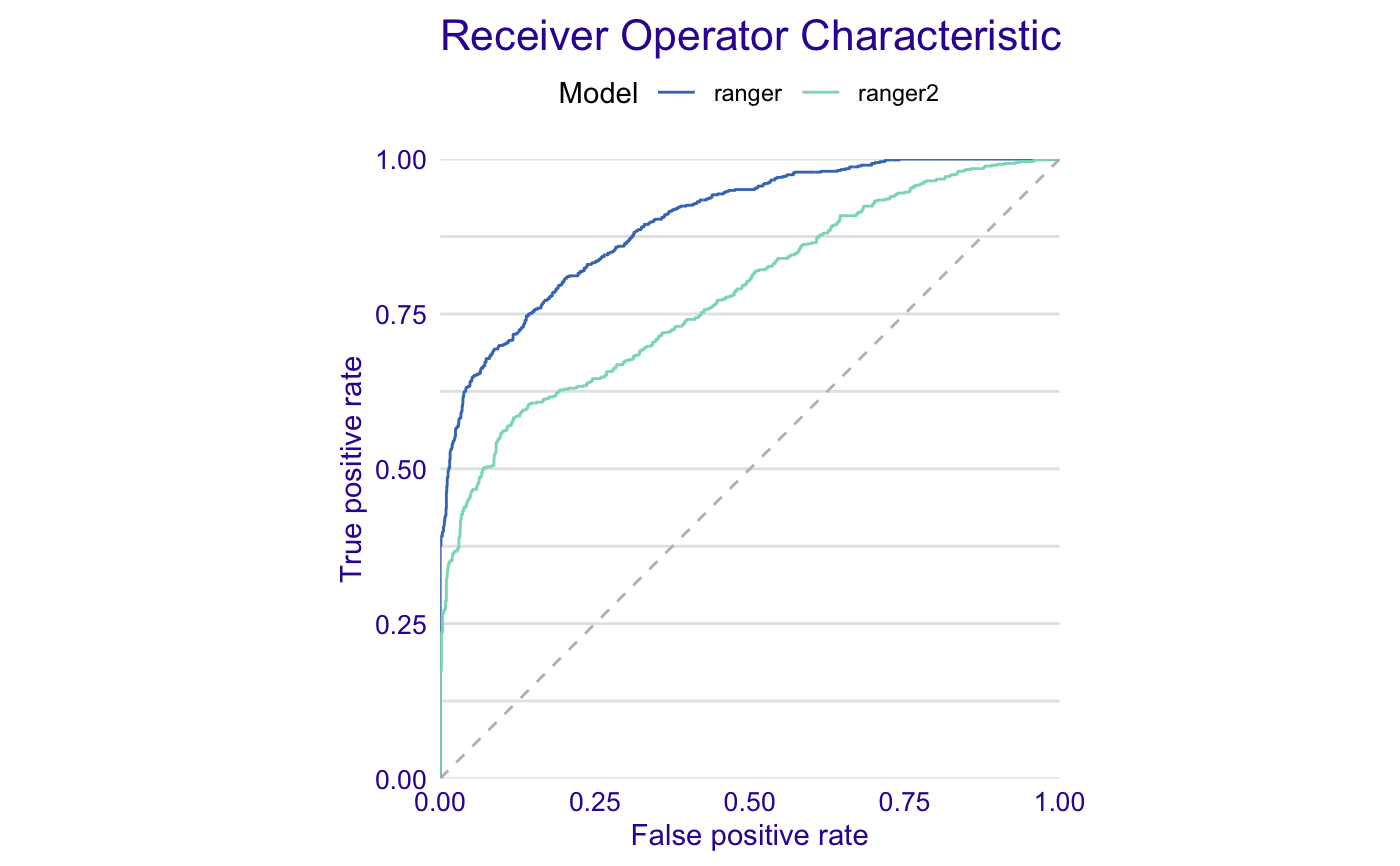 Receiver Operator Characteristic
Model ranger ranger2
1.00
0.75
0.50
0.25
0.00
True positive rate
0.00 0.25 0.50 0.75 1.00
False positive rate